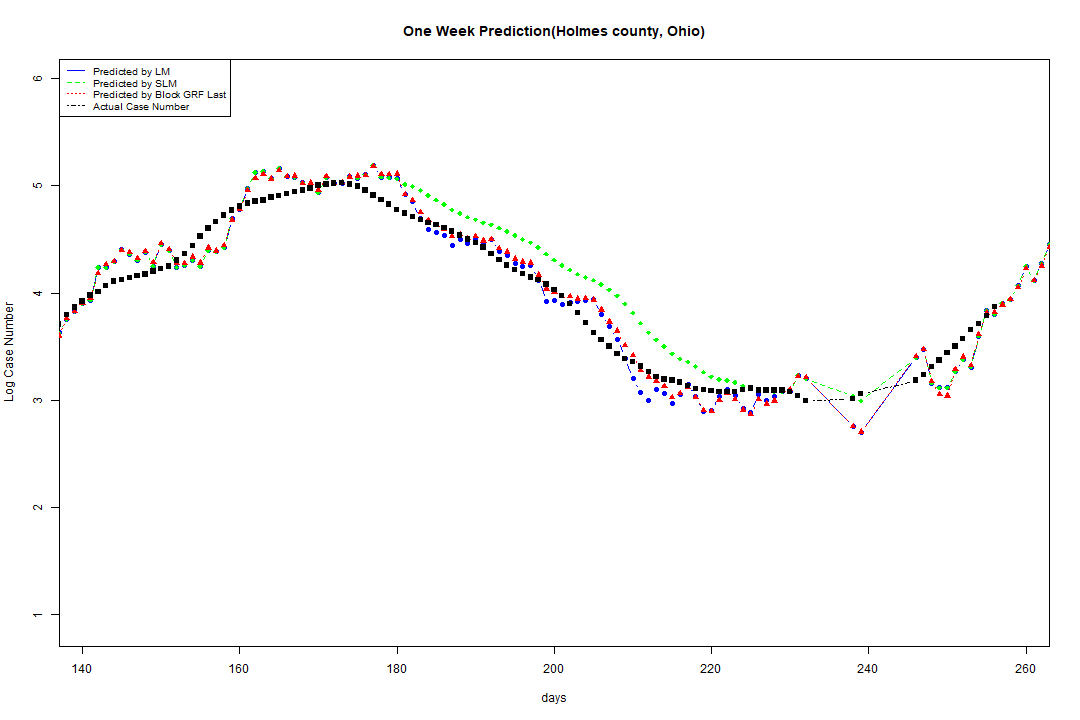 One Week Prediction(Holmes county, Ohio)
Predicted by LM
Predicted by SLM
Predicted by Block GRF Last
Actual Case Number
6
5
4
3
2
1
Log Case Number
140 160 180 200 220 240 260
days